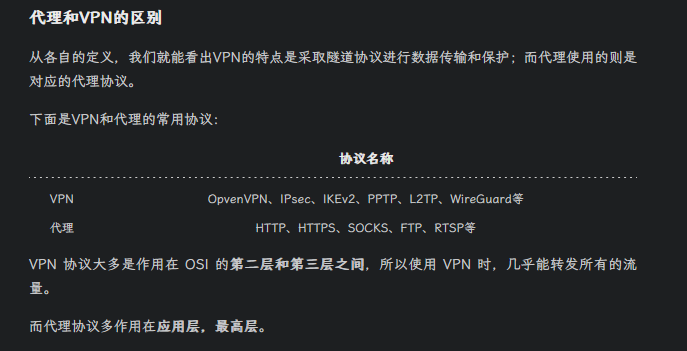 代理和VPN的区别
从各自的定义，我们就能看出VPN的特点是采取隧道协议进行数据传输和保护；而代理使用的则是
对应的代理协议。
下面是VPN和代理的常用协议：
协议名称
VPN OpvenVPN、IPsec、IKEv2、PPTP、L2TP、WireGuard等
代理 HTTP、HTTPS、SOCKS、FTP、RTSP等
VPN 协议大多是作用在 OSI 的第二层和第三层之间，所以使用 VPN 时，几乎能转发所有的流
量。
而代理协议多作用在应用层，最高层。